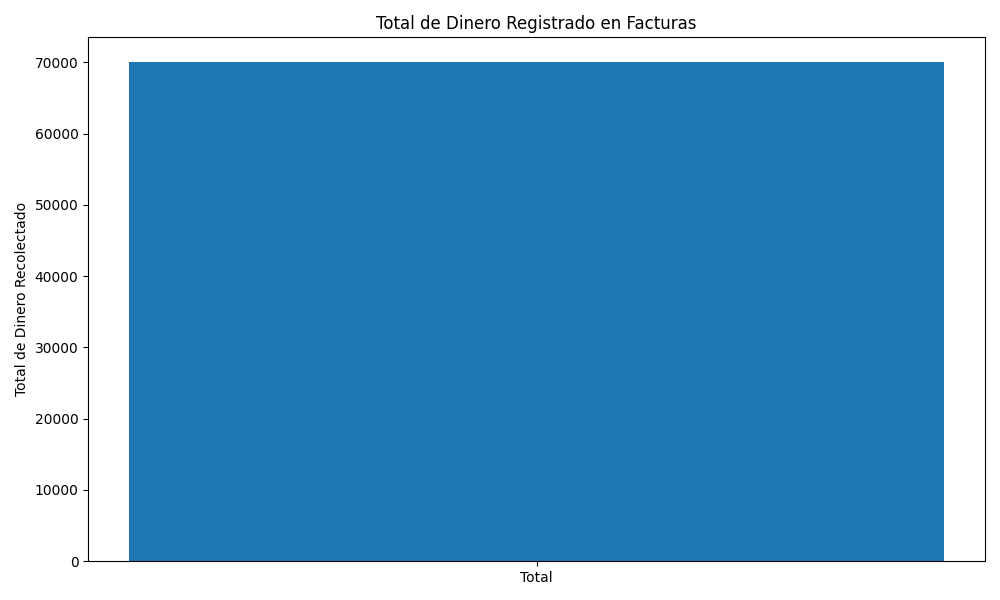 Total de Dinero Registrado en Facturas
Total de Dinero Recolectado
70000
60000
50000
40000
30000
20000
10000
0
Total